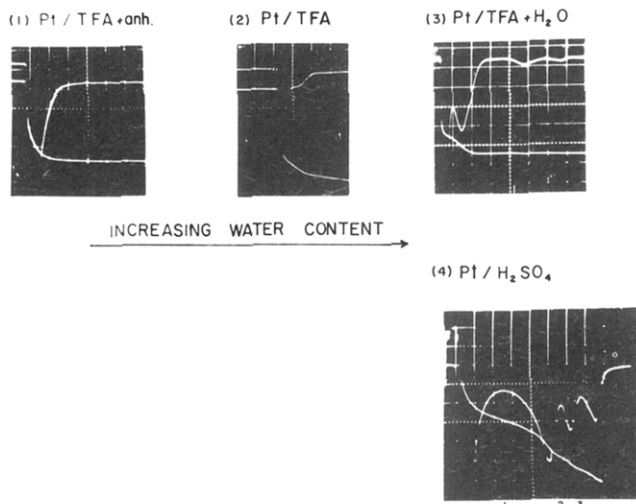 (1) Pt / TFA + anh.
(2) Pt / TFA
(3) Pt / TFA + H₂O
INCREASING WATER CONTENT
(4) Pt / H₂SO₄